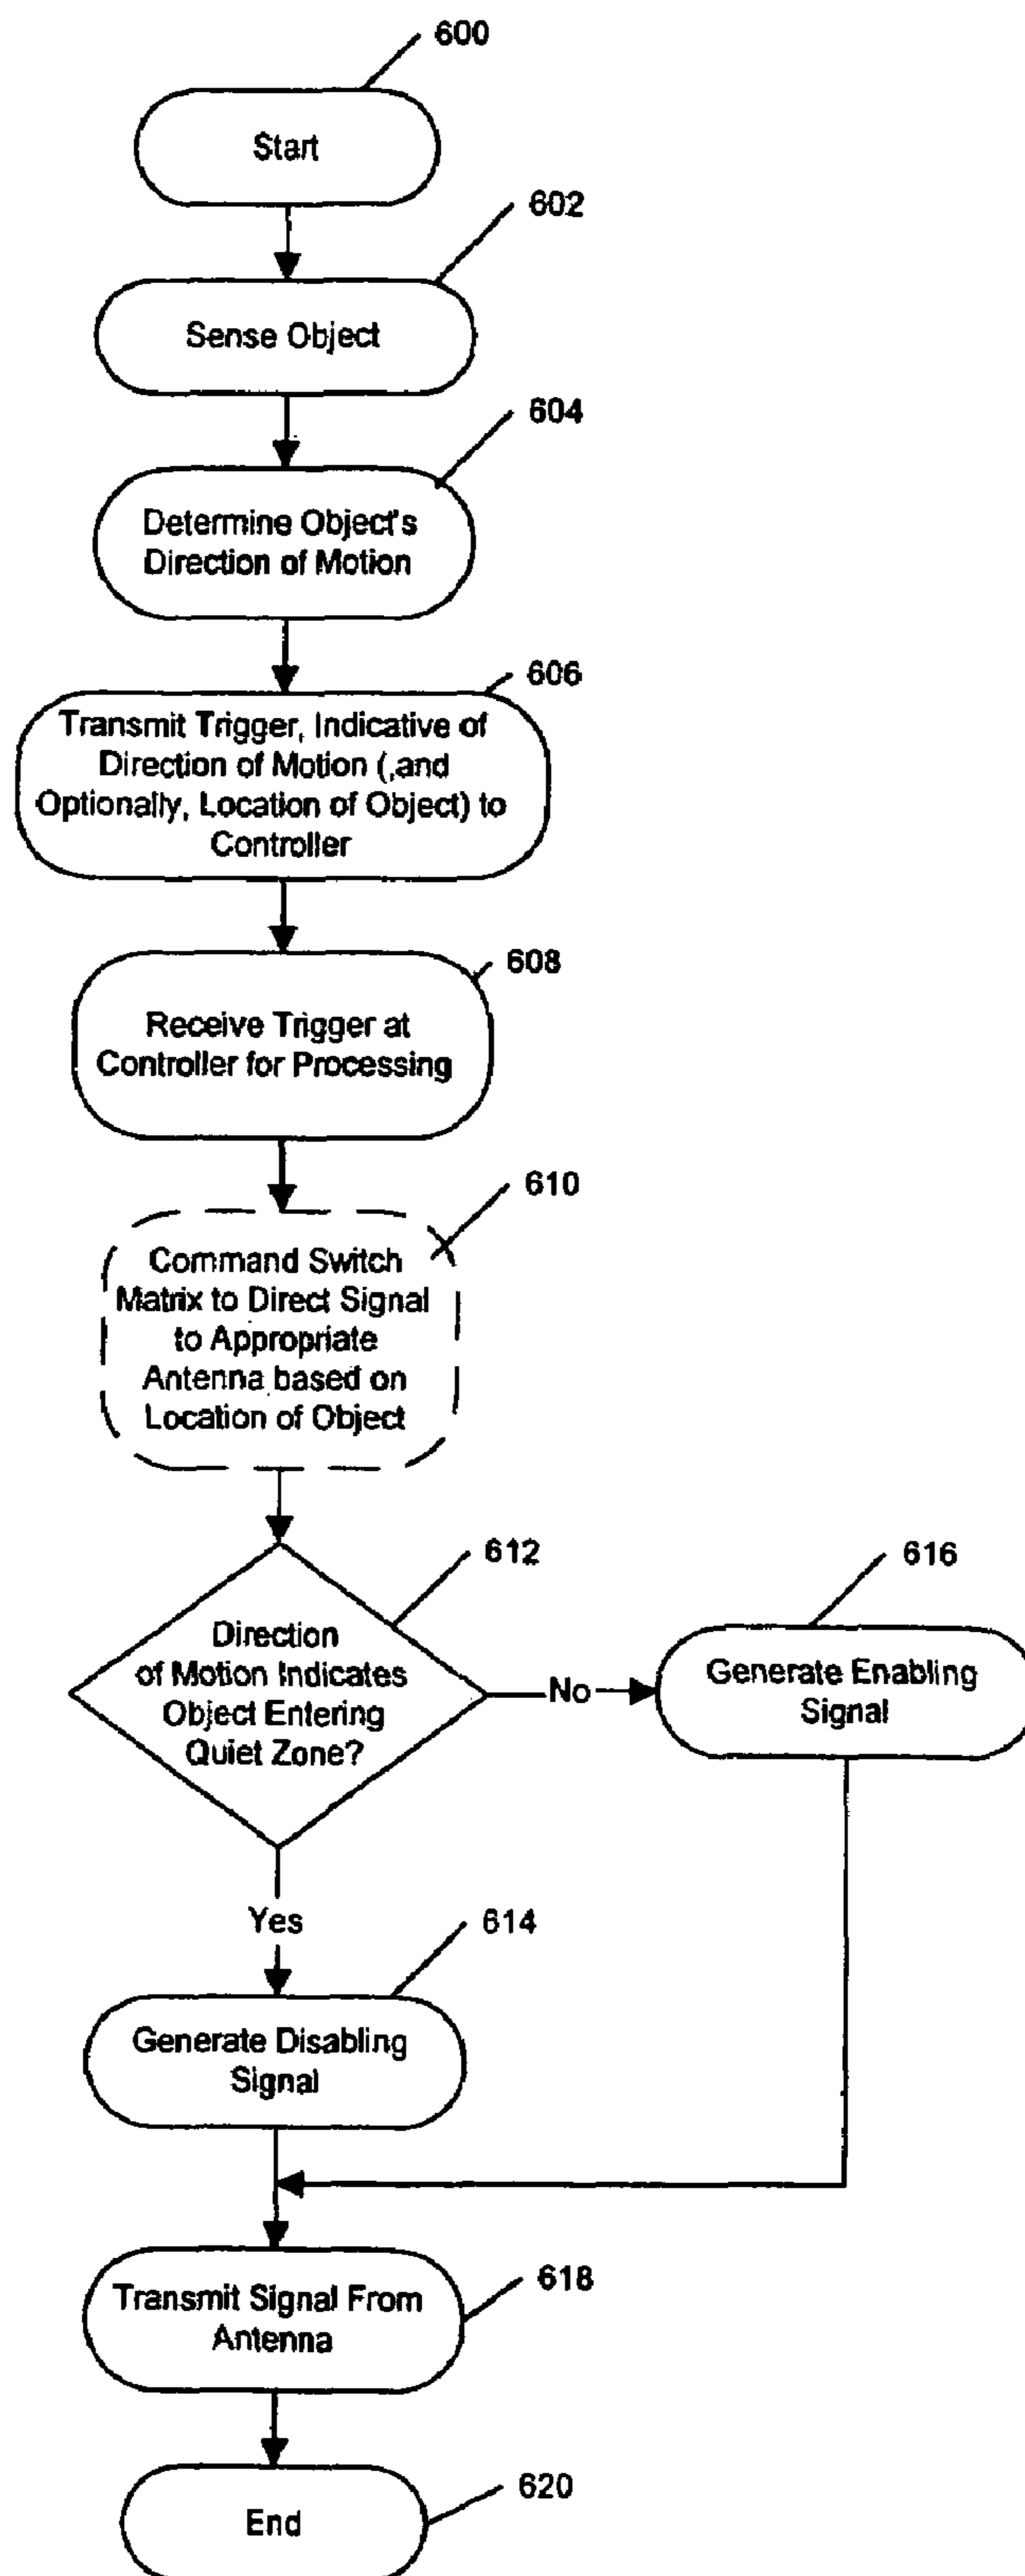 600
Start
602
Sense Object
604
Determine Object's
Direction of Motion
606
Transmit Trigger, Indicative of
Direction of Motion (,and
Optionally, Location of Object) to
Controller
608
Receive Trigger at
Controller for Processing
610
Command Switch
Matrix to Direct Signal
to Appropriate
Antenna based on
Location of Object
612
Direction
of Motion Indicates
Object Entering
Quiet Zone?
No
616
Generate Enabling
Signal
Yes
614
Generate Disabling
Signal
618
Transmit Signal From
Antenna
620
End